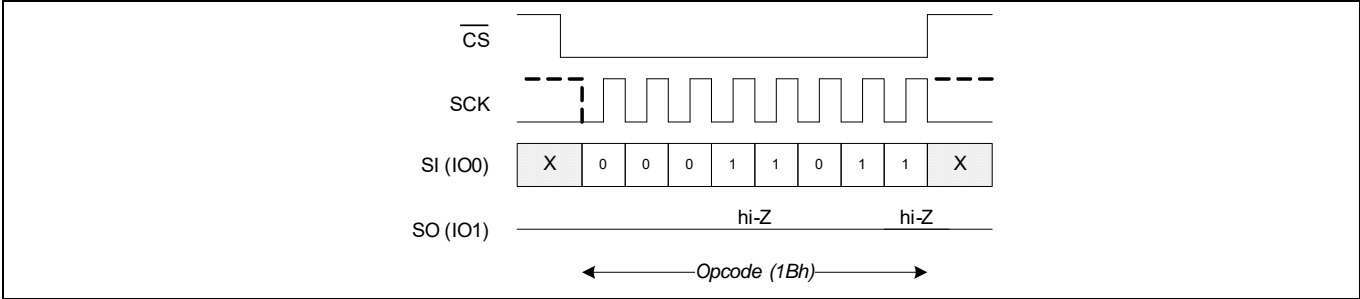 CS
SCK
SI (IO0) X 0 0 0 1 1 0 1 1 X
hi-Z hi-Z
SO (IO1)
Opcode (1Bh)